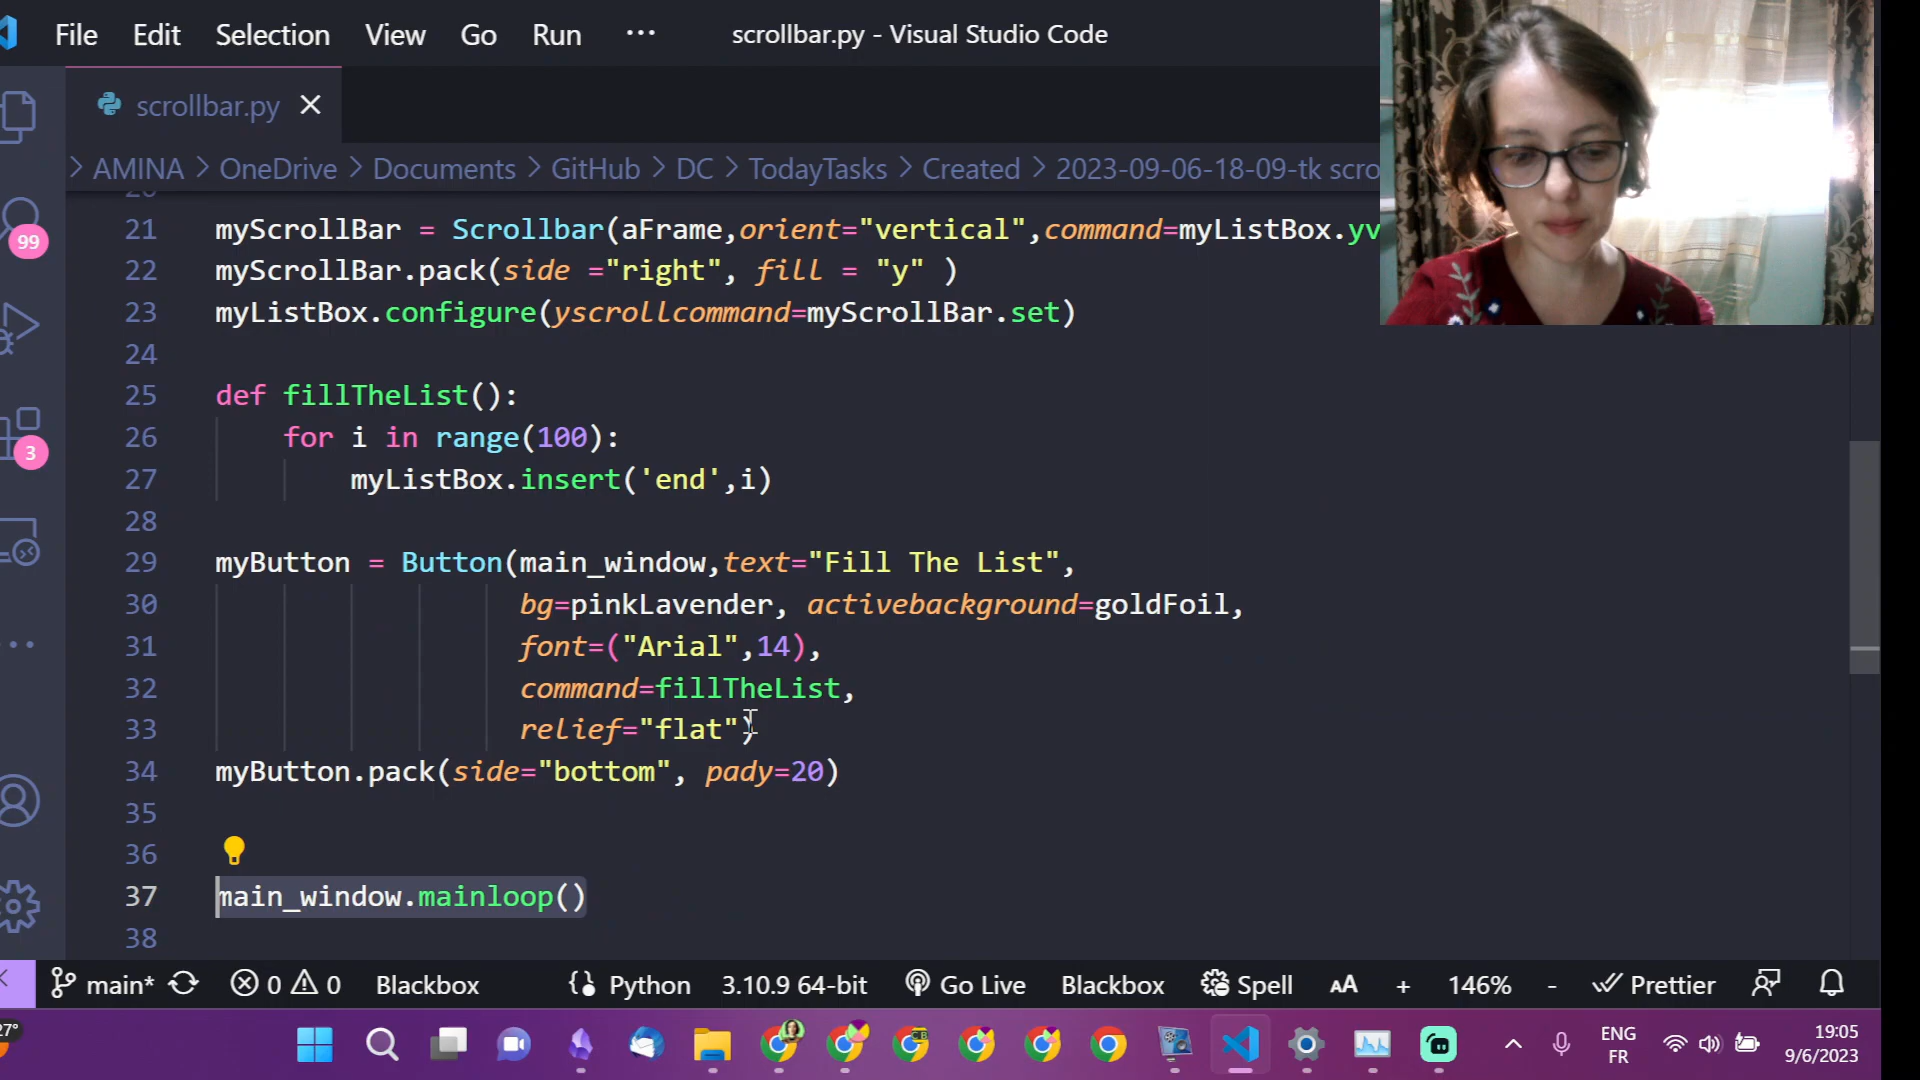 File Edit Selection View Go Run ··· scrollbar.py - Visual Studio Code
scrollbar.py
> AMINA > OneDrive > Documents > GitHub > DC > TodayTasks > Created > 2023-09-06-18-09-tk scro
21 myScrollBar = Scrollbar(aFrame,orient="vertical",command=myListBox.yv
22 myScrollBar.pack(side ="right", fill = "y" )
23 myListBox.configure(yscrollcommand=myScrollBar.set)
24
25 def fillTheList():
26 for i in range(100):
27 myListBox.insert('end',i)
28
29 myButton = Button(main_window,text="Fill The List",
30 bg=pinkLavender, activebackground=goldFoil,
31 font=("Arial",14),
32 command=fillTheList,
33 relief="flat")
34 myButton.pack(side="bottom", pady=20)
35
36
37 main_window.mainloop()
38
99
3
main* 0 0 Blackbox Python 3.10.9 64-bit Go Live Blackbox Spell AA + 146% - Prettier
27° ENG 19:05
FR 9/6/2023